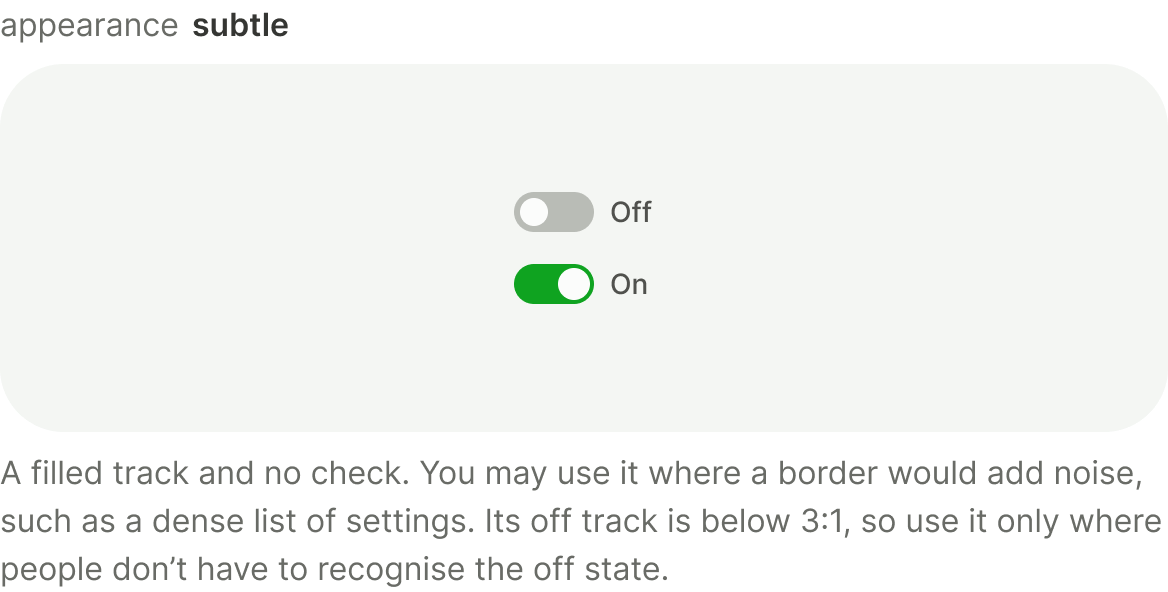 appearance subtle
Off
On
A filled track and no check. You may use it where a border would add noise,
such as a dense list of settings. Its off track is below 3:1, so use it only where
people don’t have to recognise the off state.